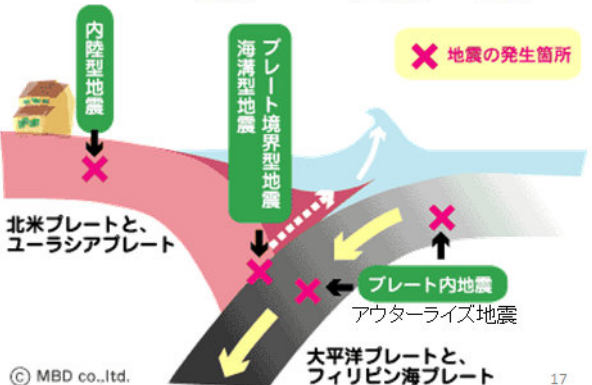 内陸型地震
プレート境界型地震
海溝型地震
地震の発生箇所
北米プレートと、
ユーラシアプレート
プレート内地震
アウターライズ地震
太平洋プレートと、
フィリピン海プレート
© MBD co.,ltd.
17